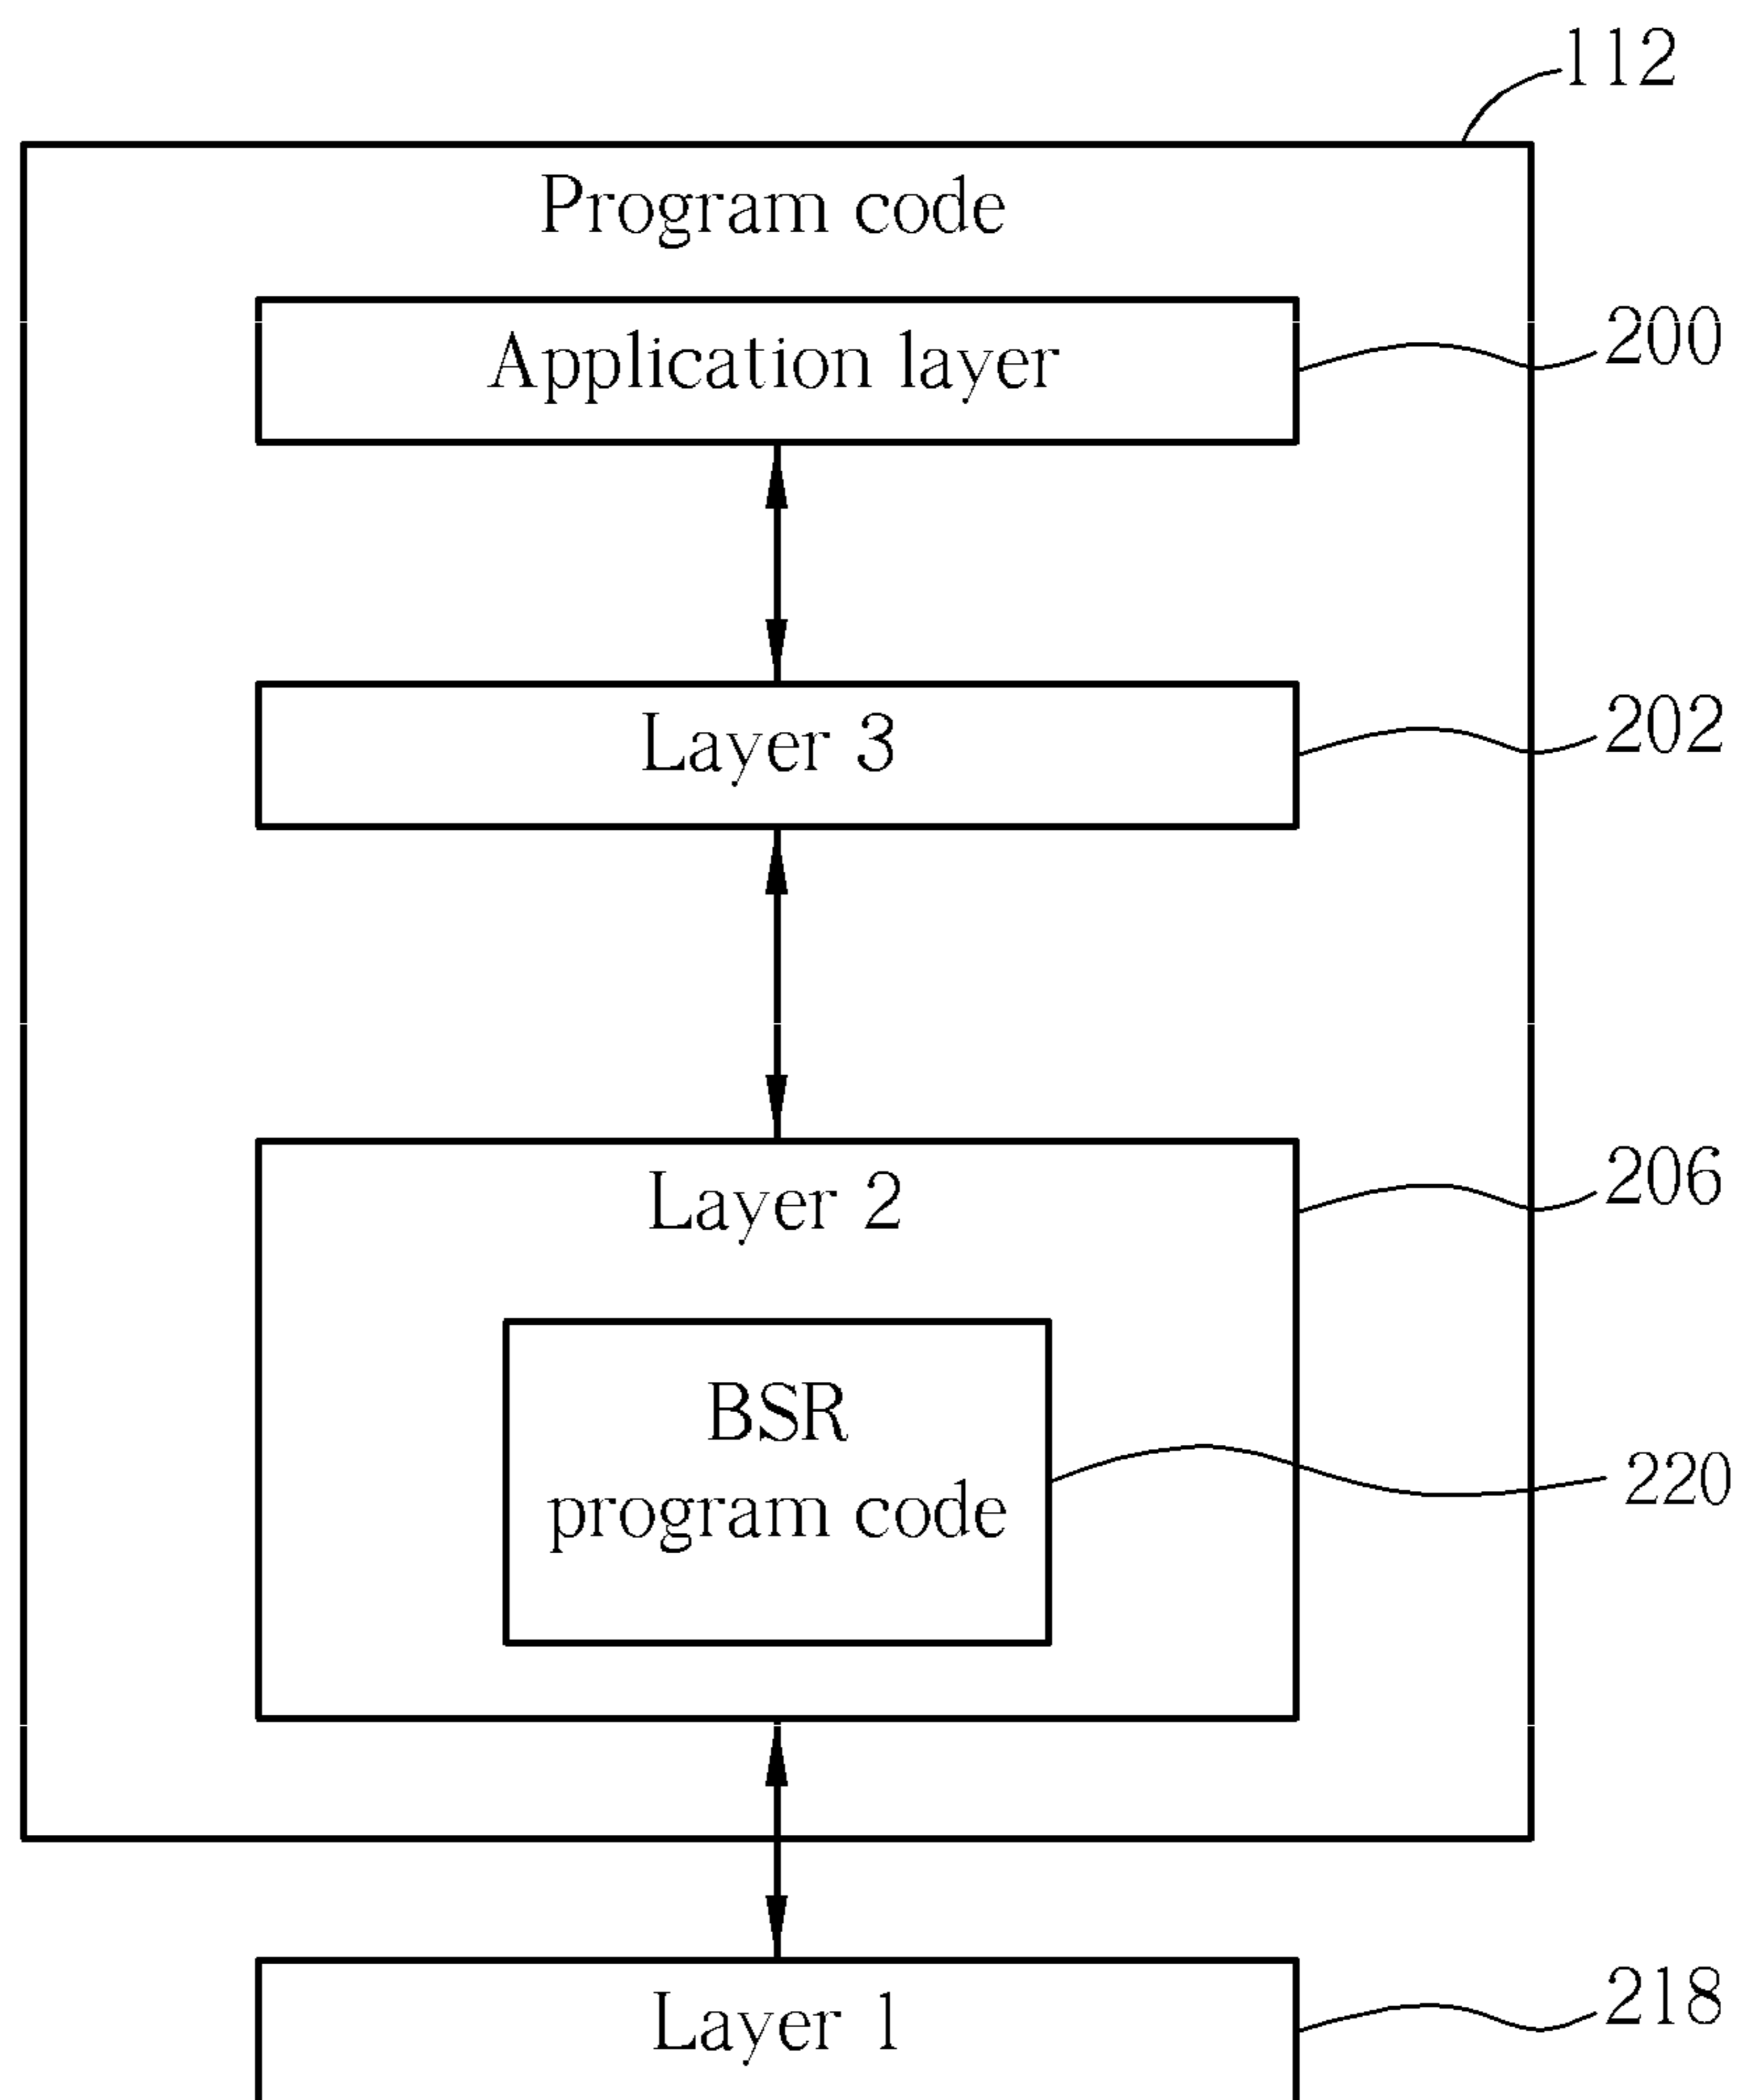 112
Program code
Application layer
200
Layer 3
202
Layer 2
206
BSR
program code
220
Layer 1
218